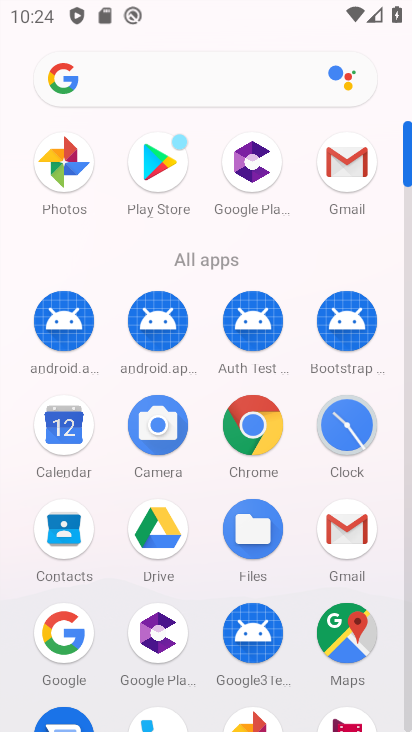 10:24
Photos Play Store Google Pla... Gmail
All apps
android.a... android.ap... Auth Test ... Bootstrap ...
12
Calendar Camera Chrome Clock
Contacts Drive Files Gmail
Google Google Pla... Google3Te... Maps